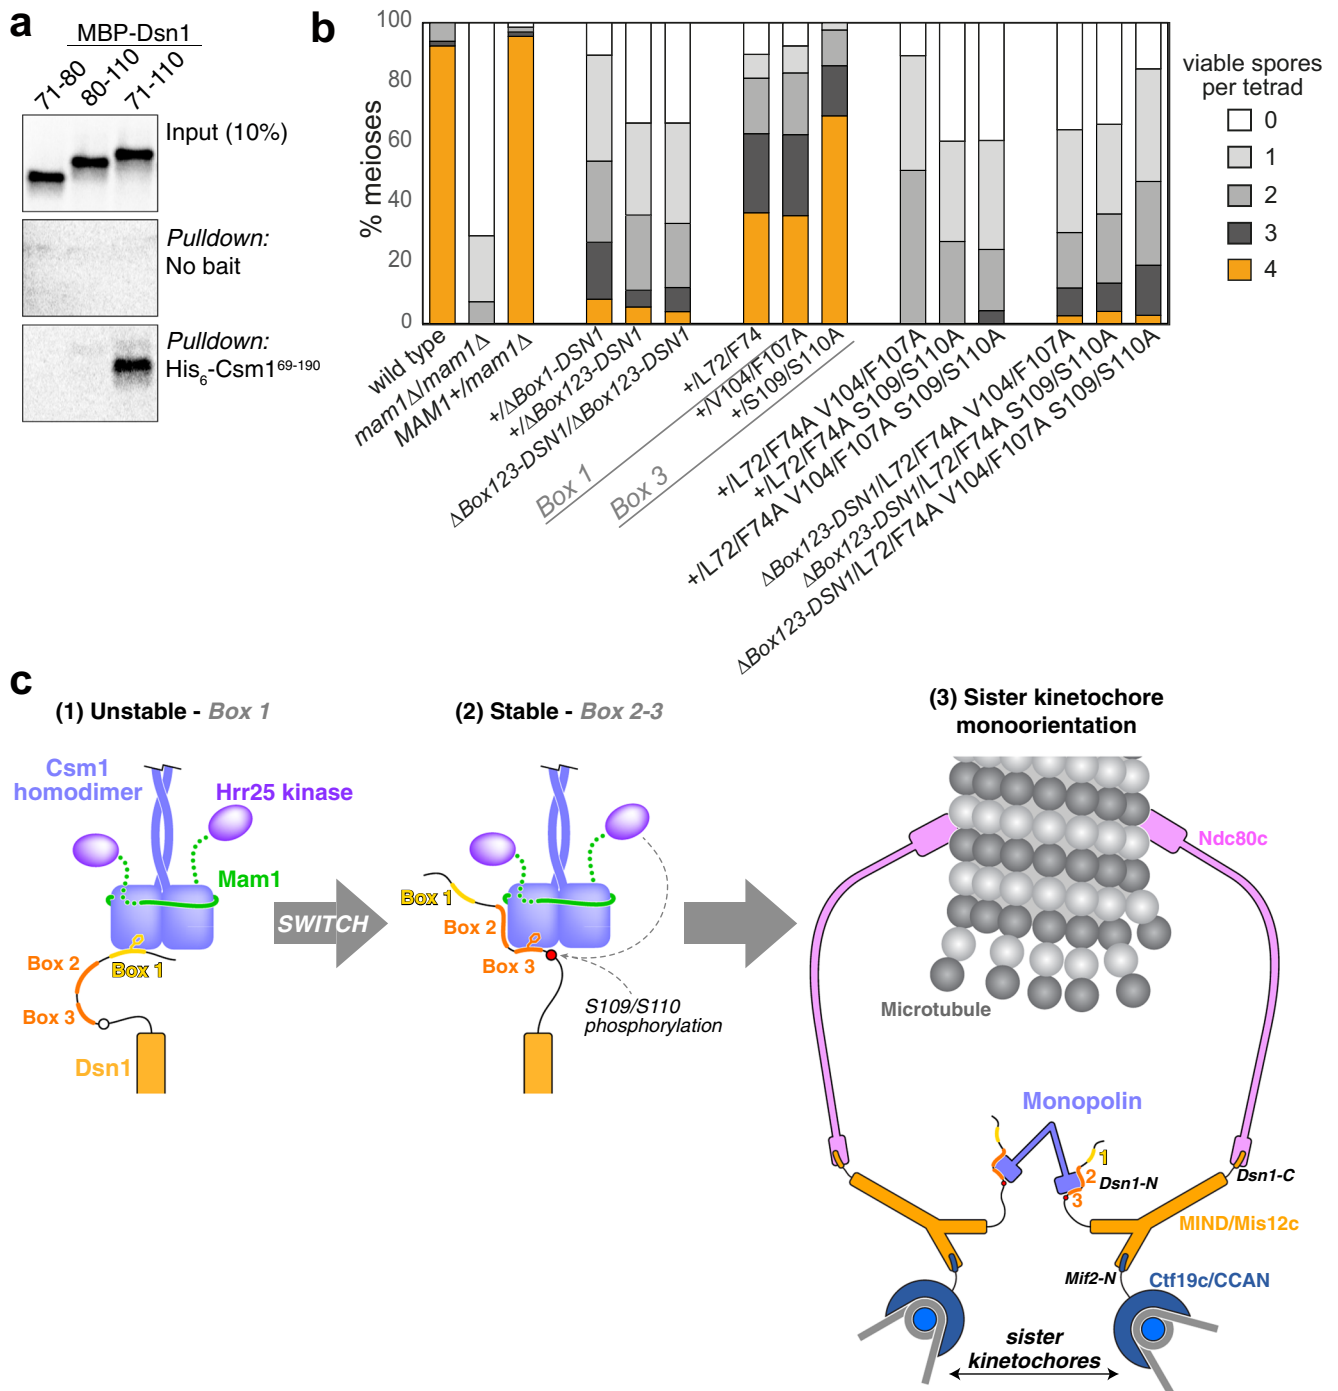 a
MBP-Dsn1
71-80
80-110
71-110
Input (10%)
Pulldown:
No bait
Pulldown:
His6-Csm1^69-190
b
% meioses
100
80
60
40
20
0
viable spores
per tetrad
0
1
2
3
4
wild type
mam1Δ/mam1Δ
MAM1+/mam1Δ
+/ΔBox1-DSN1
+/ΔBox123-DSN1
ΔBox123-DSN1/ΔBox123-DSN1
Box 1
+/L72/F74
+/V104/F107A
Box 3
+/S109/S110A
+/L72/F74A V104/F107A
+/L72/F74A S109/S110A
+/L72/F74A V104/F107A S109/S110A
ΔBox123-DSN1/L72/F74A V104/F107A
ΔBox123-DSN1/L72/F74A S109/S110A
ΔBox123-DSN1/L72/F74A V104/F107A S109/S110A
c
(1) Unstable - Box 1
Csm1
homodimer
Hrr25 kinase
Mam1
Box 2
Box 1
Box 3
Dsn1
SWITCH
(2) Stable - Box 2-3
Box 1
Box 2
Box 3
S109/S110
phosphorylation
(3) Sister kinetochore
monoorientation
Ndc80c
Microtubule
Monopolin
1
2
3
Dsn1-N
Dsn1-C
MIND/Mis12c
Mif2-N
Ctf19c/CCAN
sister
kinetochores